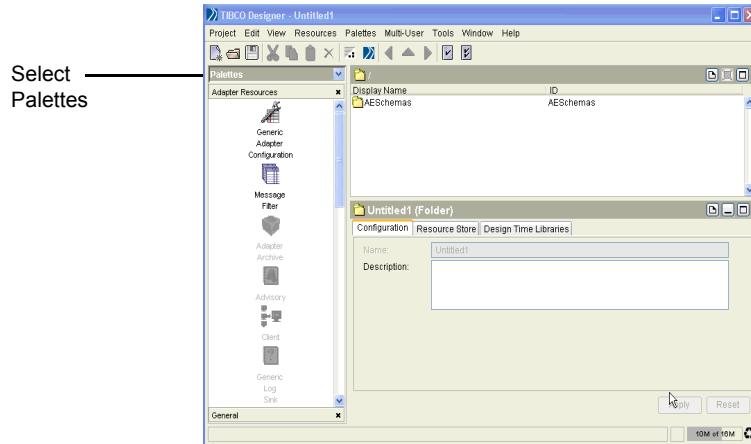 TIBCO Designer - Untitled1
Project Edit View Resources Palettes Multi-User Tools Window Help
Select
Palettes
Palettes
/
Adapter Resources
Display Name ID
AESchemas AESchemas
Generic
Adapter
Configuration
Message
Filter
Untitled1 (Folder)
Configuration Resource Store Design Time Libraries
Adapter
Archive
Name: Untitled1
Description:
Advisory
Client
Generic
Log
Sink
Apply Reset
General
10M of 16M